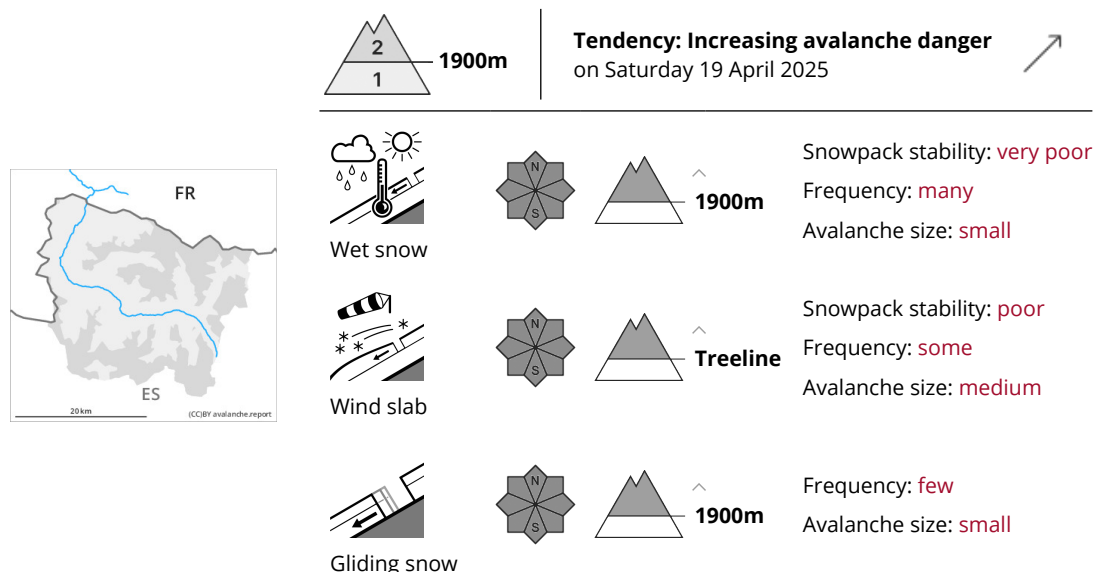 2
1
1900m
Tendency: Increasing avalanche danger
on Saturday 19 April 2025
FR
ES
20 km
(CC)BY avalanche.report
N
S
1900m
Wet snow
Snowpack stability: very poor
Frequency: many
Avalanche size: small
N
S
Treeline
Wind slab
Snowpack stability: poor
Frequency: some
Avalanche size: medium
N
S
1900m
Gliding snow
Frequency: few
Avalanche size: small